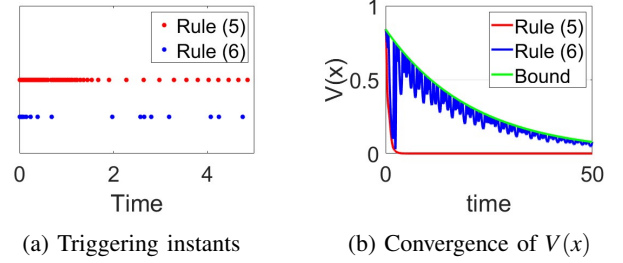 Rule (5)
Rule (6)
0
2
4
Time
(a) Triggering instants
1
0.5
0
V(x)
Rule (5)
Rule (6)
Bound
0
50
time
(b) Convergence of V(x)